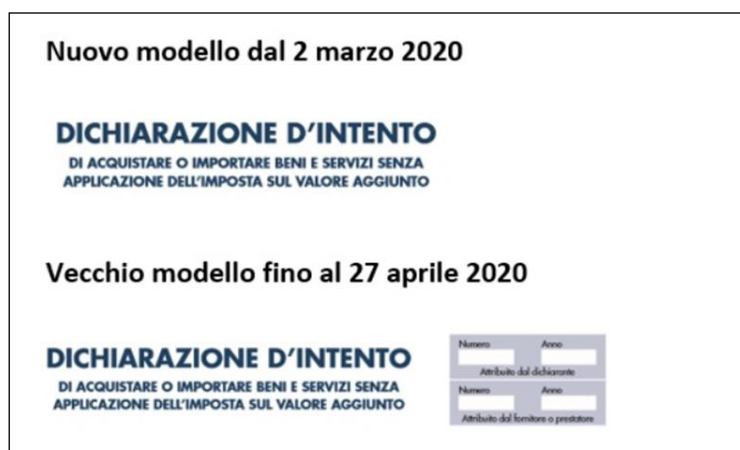 Nuovo modello dal 2 marzo 2020
DICHIARAZIONE D'INTENTO
DI ACQUISTARE O IMPORTARE BENI E SERVIZI SENZA
APPLICAZIONE DELL'IMPOSTA SUL VALORE AGGIUNTO
Vecchio modello fino al 27 aprile 2020
DICHIARAZIONE D'INTENTO
DI ACQUISTARE O IMPORTARE BENI E SERVIZI SENZA
APPLICAZIONE DELL'IMPOSTA SUL VALORE AGGIUNTO
Numero Anno
Attribuito dal dichiarante
Numero Anno
Attribuito dal fornitore o prestatore